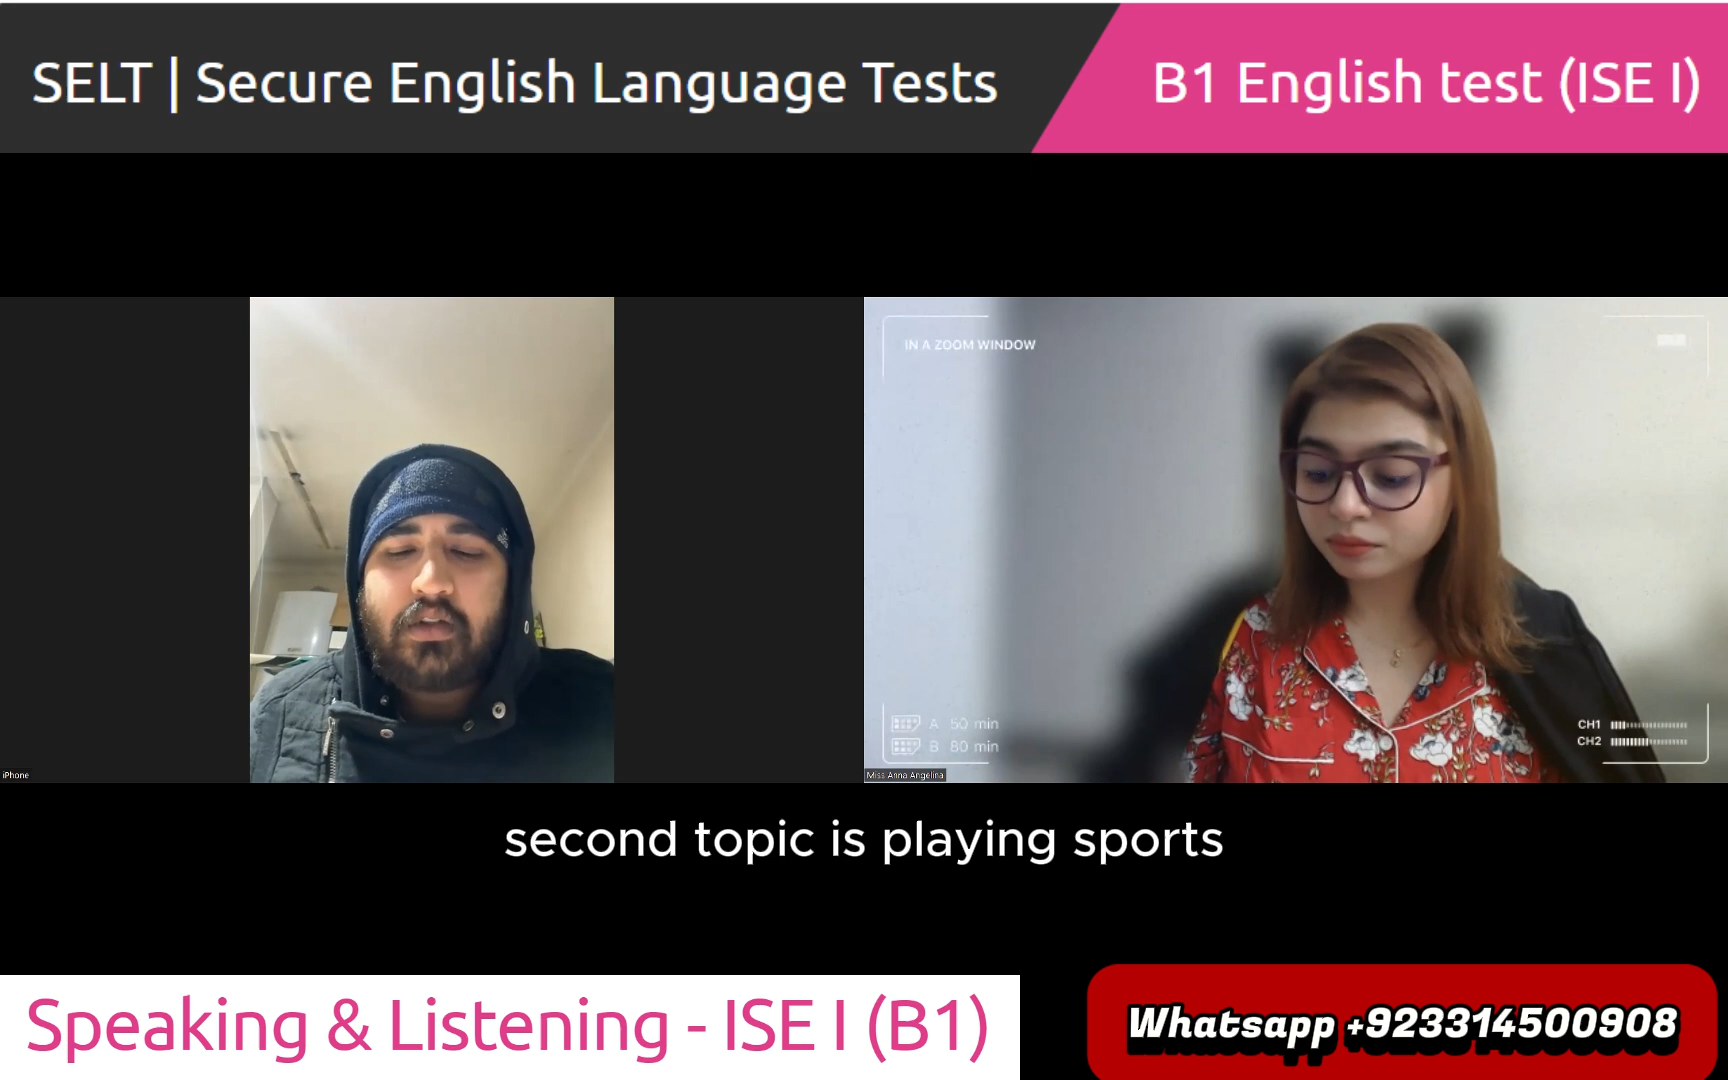 SELT | Secure English Language Tests
B1 English test (ISE I)
IN A ZOOM WINDOW
A 50 min
B 80 min
CH1
CH2
iPhone
Miss Anna Angelina
second topic is playing sports
Speaking & Listening - ISE I (B1)
Whatsapp +923314500908